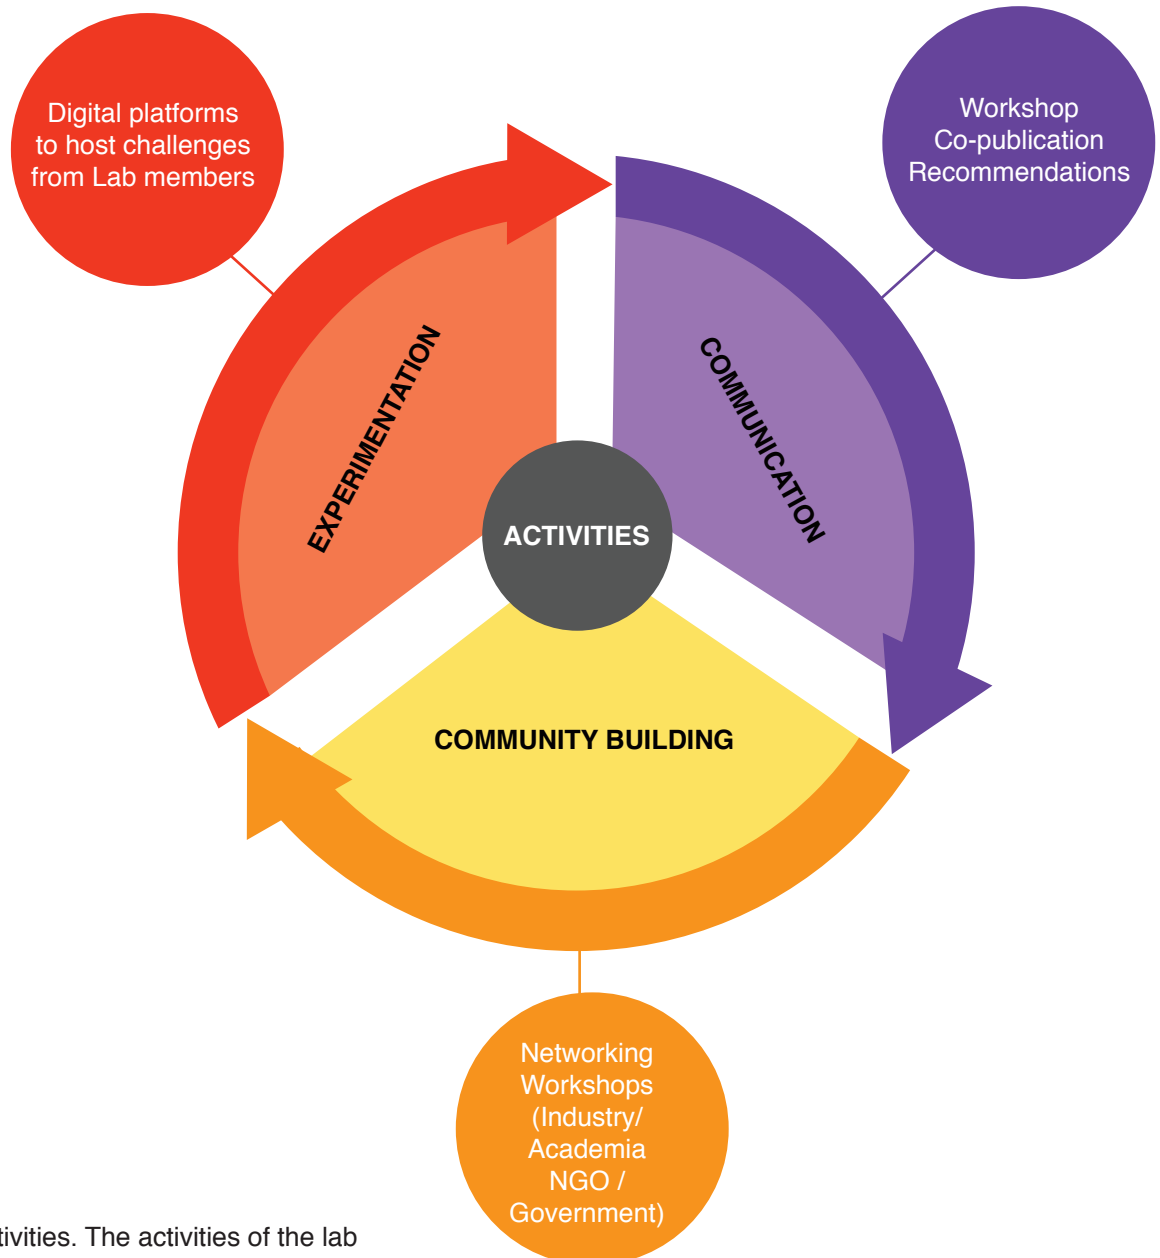 Digital platforms
to host challenges
from Lab members
Workshop
Co-publication
Recommendations
EXPERIMENTATION
COMMUNICATION
ACTIVITIES
COMMUNITY BUILDING
Networking
Workshops
(Industry/
Academia
NGO /
Government)
tivities. The activities of the lab